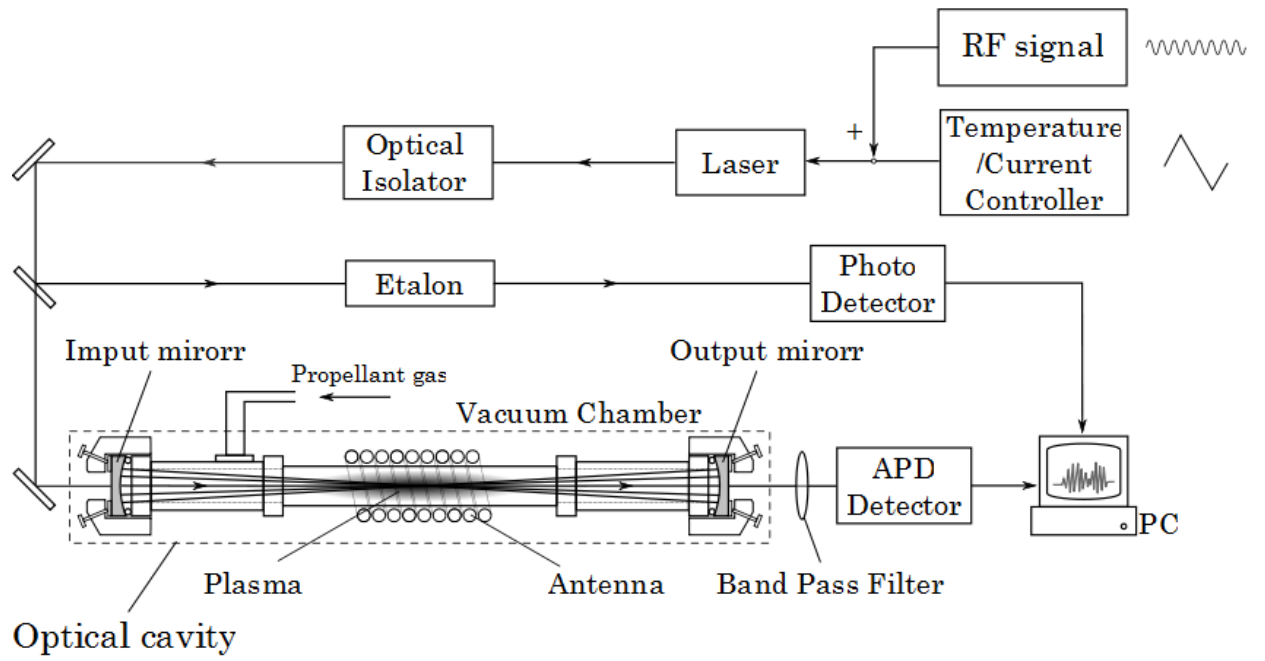 RF signal
+
Temperature
/Current
Controller
Optical
Isolator
Laser
Etalon
Photo
Detector
Imput mirorr
Output mirorr
Propellant gas
Vacuum Chamber
APD
Detector
PC
Plasma
Antenna
Band Pass Filter
Optical cavity